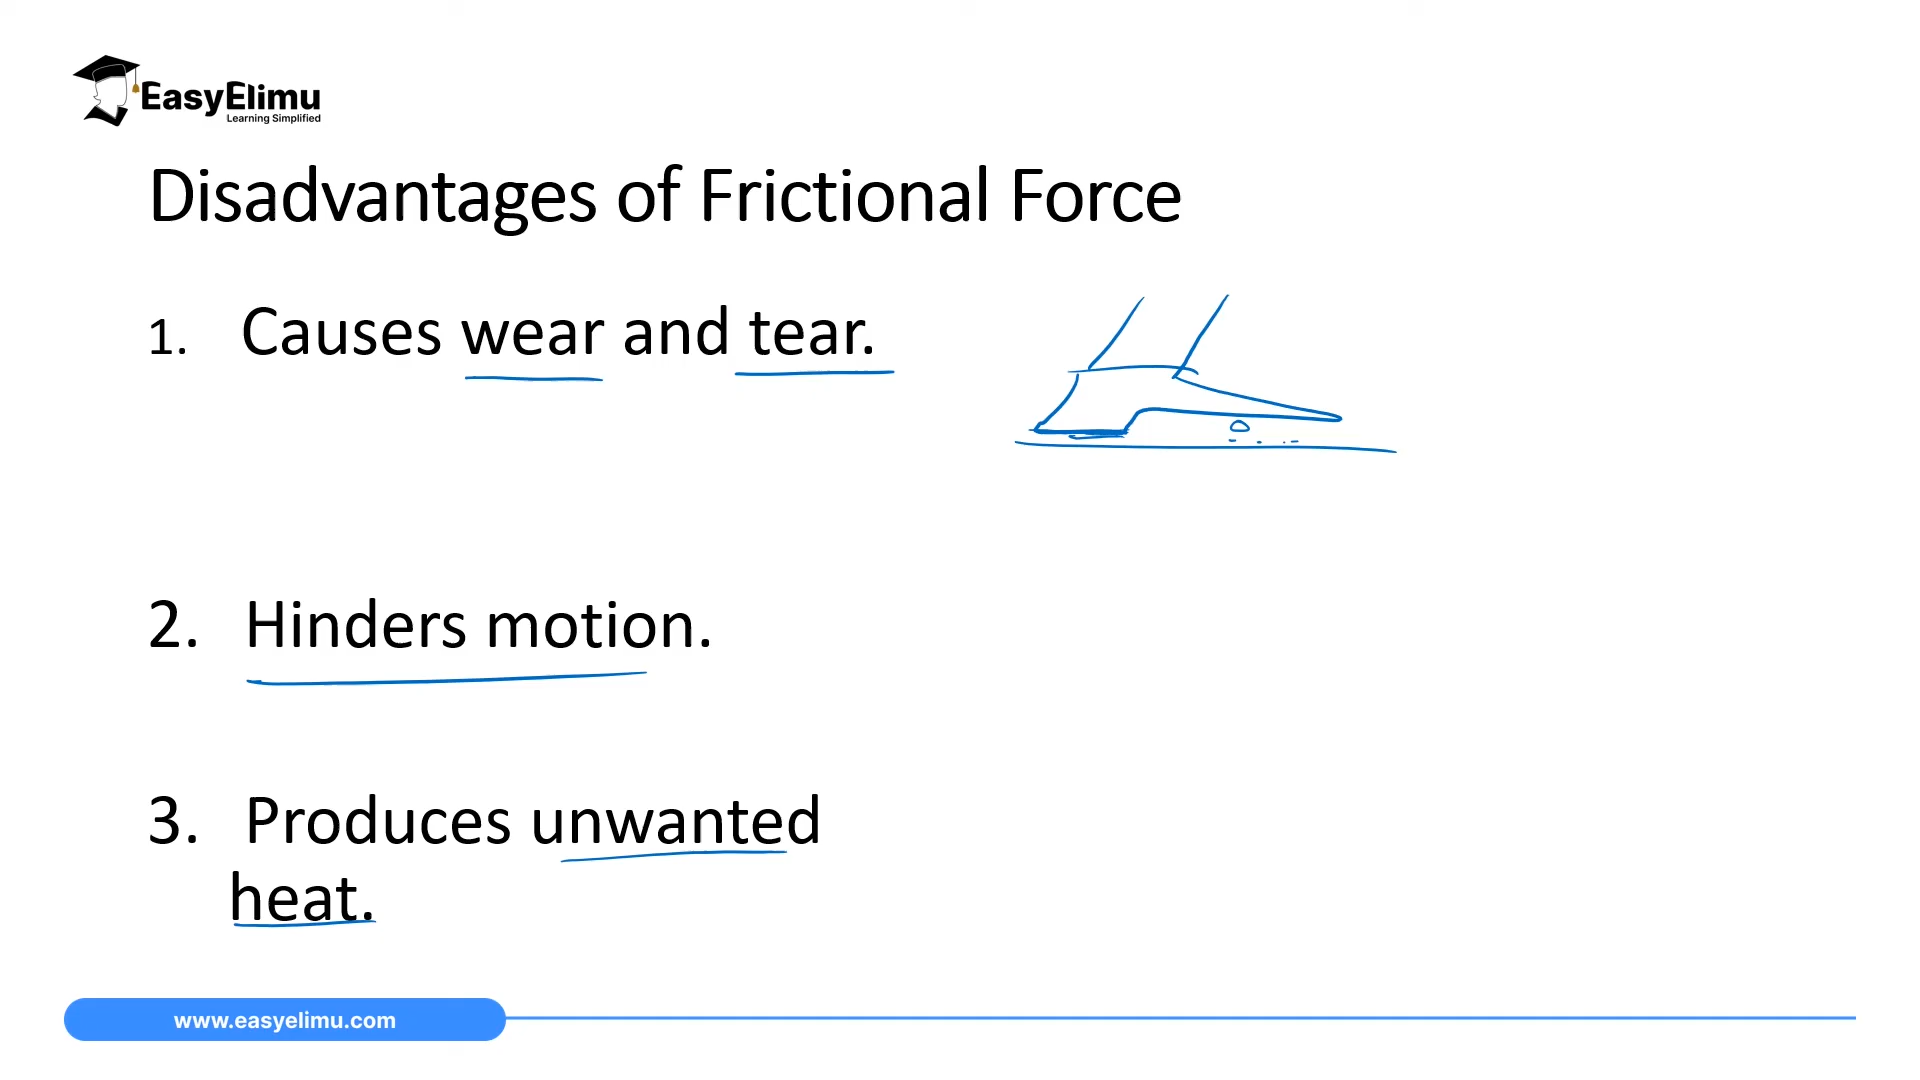 EasyElimu
Learning Simplified
Disadvantages of Frictional Force
1. Causes wear and tear.
2. Hinders motion.
3. Produces unwanted
heat.
www.easyelimu.com